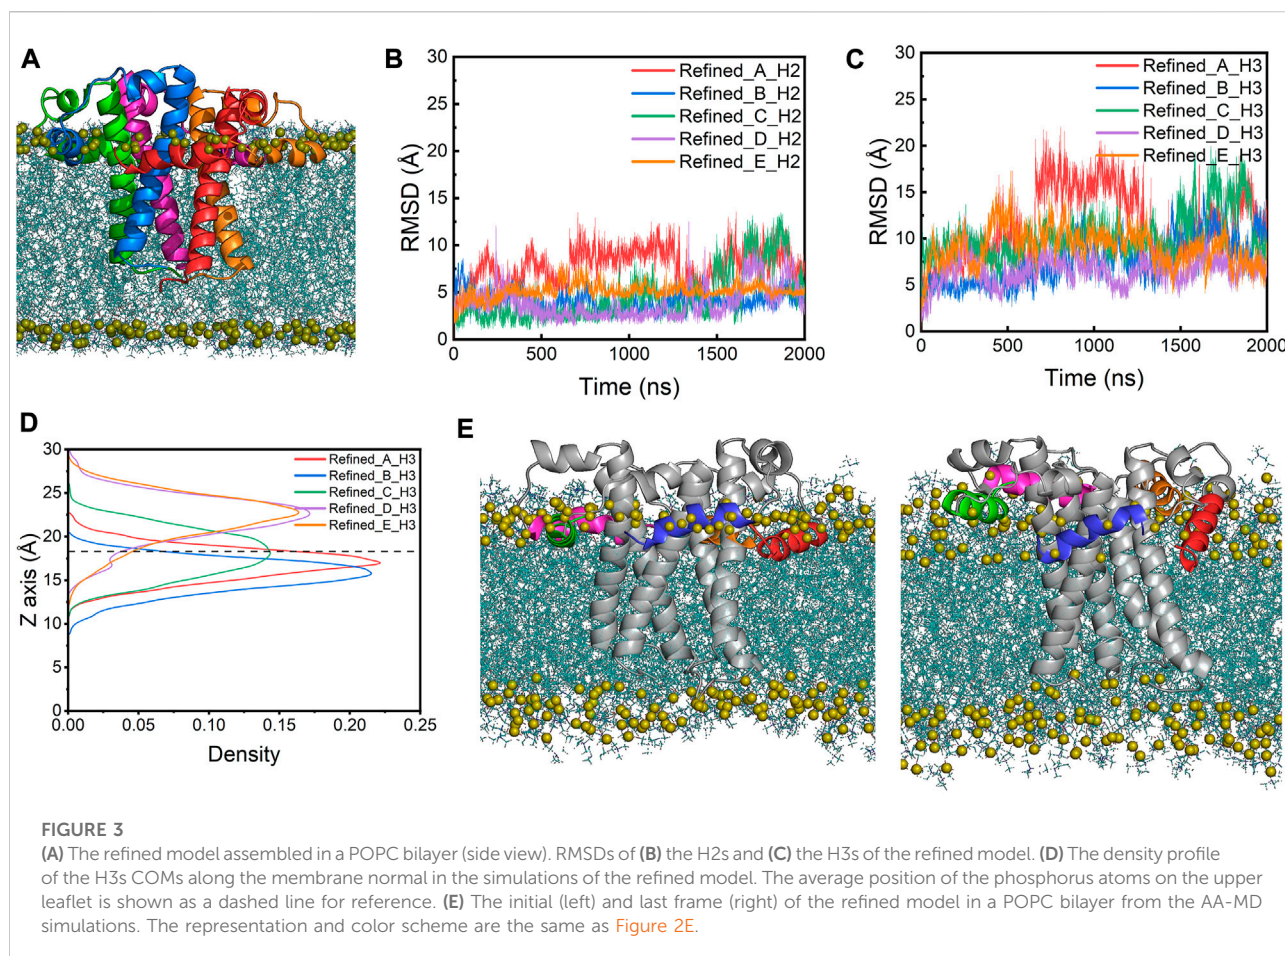 A
B
30
25
20
15
10
5
0
RMSD (Å)
0 500 1000 1500 2000
Time (ns)
Refined_A_H2
Refined_B_H2
Refined_C_H2
Refined_D_H2
Refined_E_H2
C
30
25
20
15
10
5
0
RMSD (Å)
0 500 1000 1500 2000
Time (ns)
Refined_A_H3
Refined_B_H3
Refined_C_H3
Refined_D_H3
Refined_E_H3
D
30
25
20
15
10
5
0
Z axis (Å)
0.00 0.05 0.10 0.15 0.20 0.25
Density
Refined_A_H3
Refined_B_H3
Refined_C_H3
Refined_D_H3
Refined_E_H3
E
FIGURE 3
(A) The refined model assembled in a POPC bilayer (side view). RMSDs of (B) the H2s and (C) the H3s of the refined model. (D) The density profile
of the H3s COMs along the membrane normal in the simulations of the refined model. The average position of the phosphorus atoms on the upper
leaflet is shown as a dashed line for reference. (E) The initial (left) and last frame (right) of the refined model in a POPC bilayer from the AA-MD
simulations. The representation and color scheme are the same as Figure 2E.